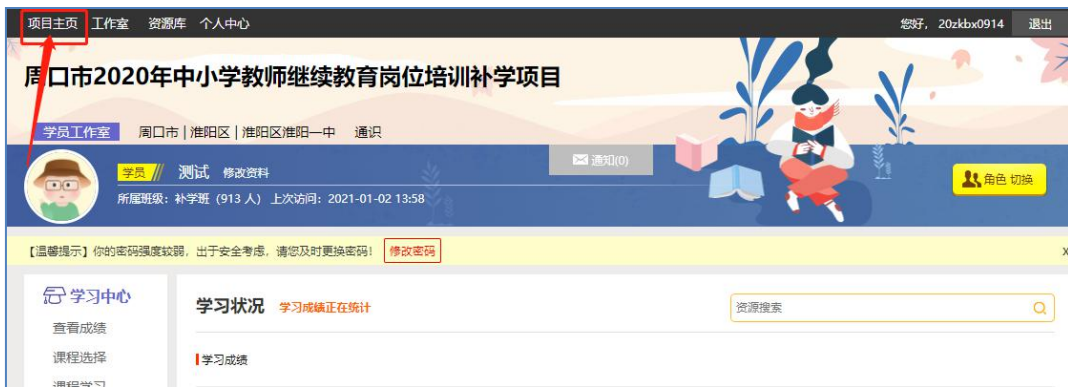 项目主页 工作室 资源库 个人中心 您好，20zkbx0914 退出
周口市2020年中小学教师继续教育岗位培训补学项目
学员工作室 周口市 | 淮阳区 | 淮阳区淮阳一中 通识
通知(0)
学员 测试 修改资料
角色 切换
所属班级：补学班（913 人）上次访问：2021-01-02 13:58
【温馨提示】你的密码强度较弱，出于安全考虑，请您及时更换密码！ 修改密码 x
学习中心
学习状况 学习成绩正在统计 资源搜索
查看成绩
课程选择 学习成绩
课程学习